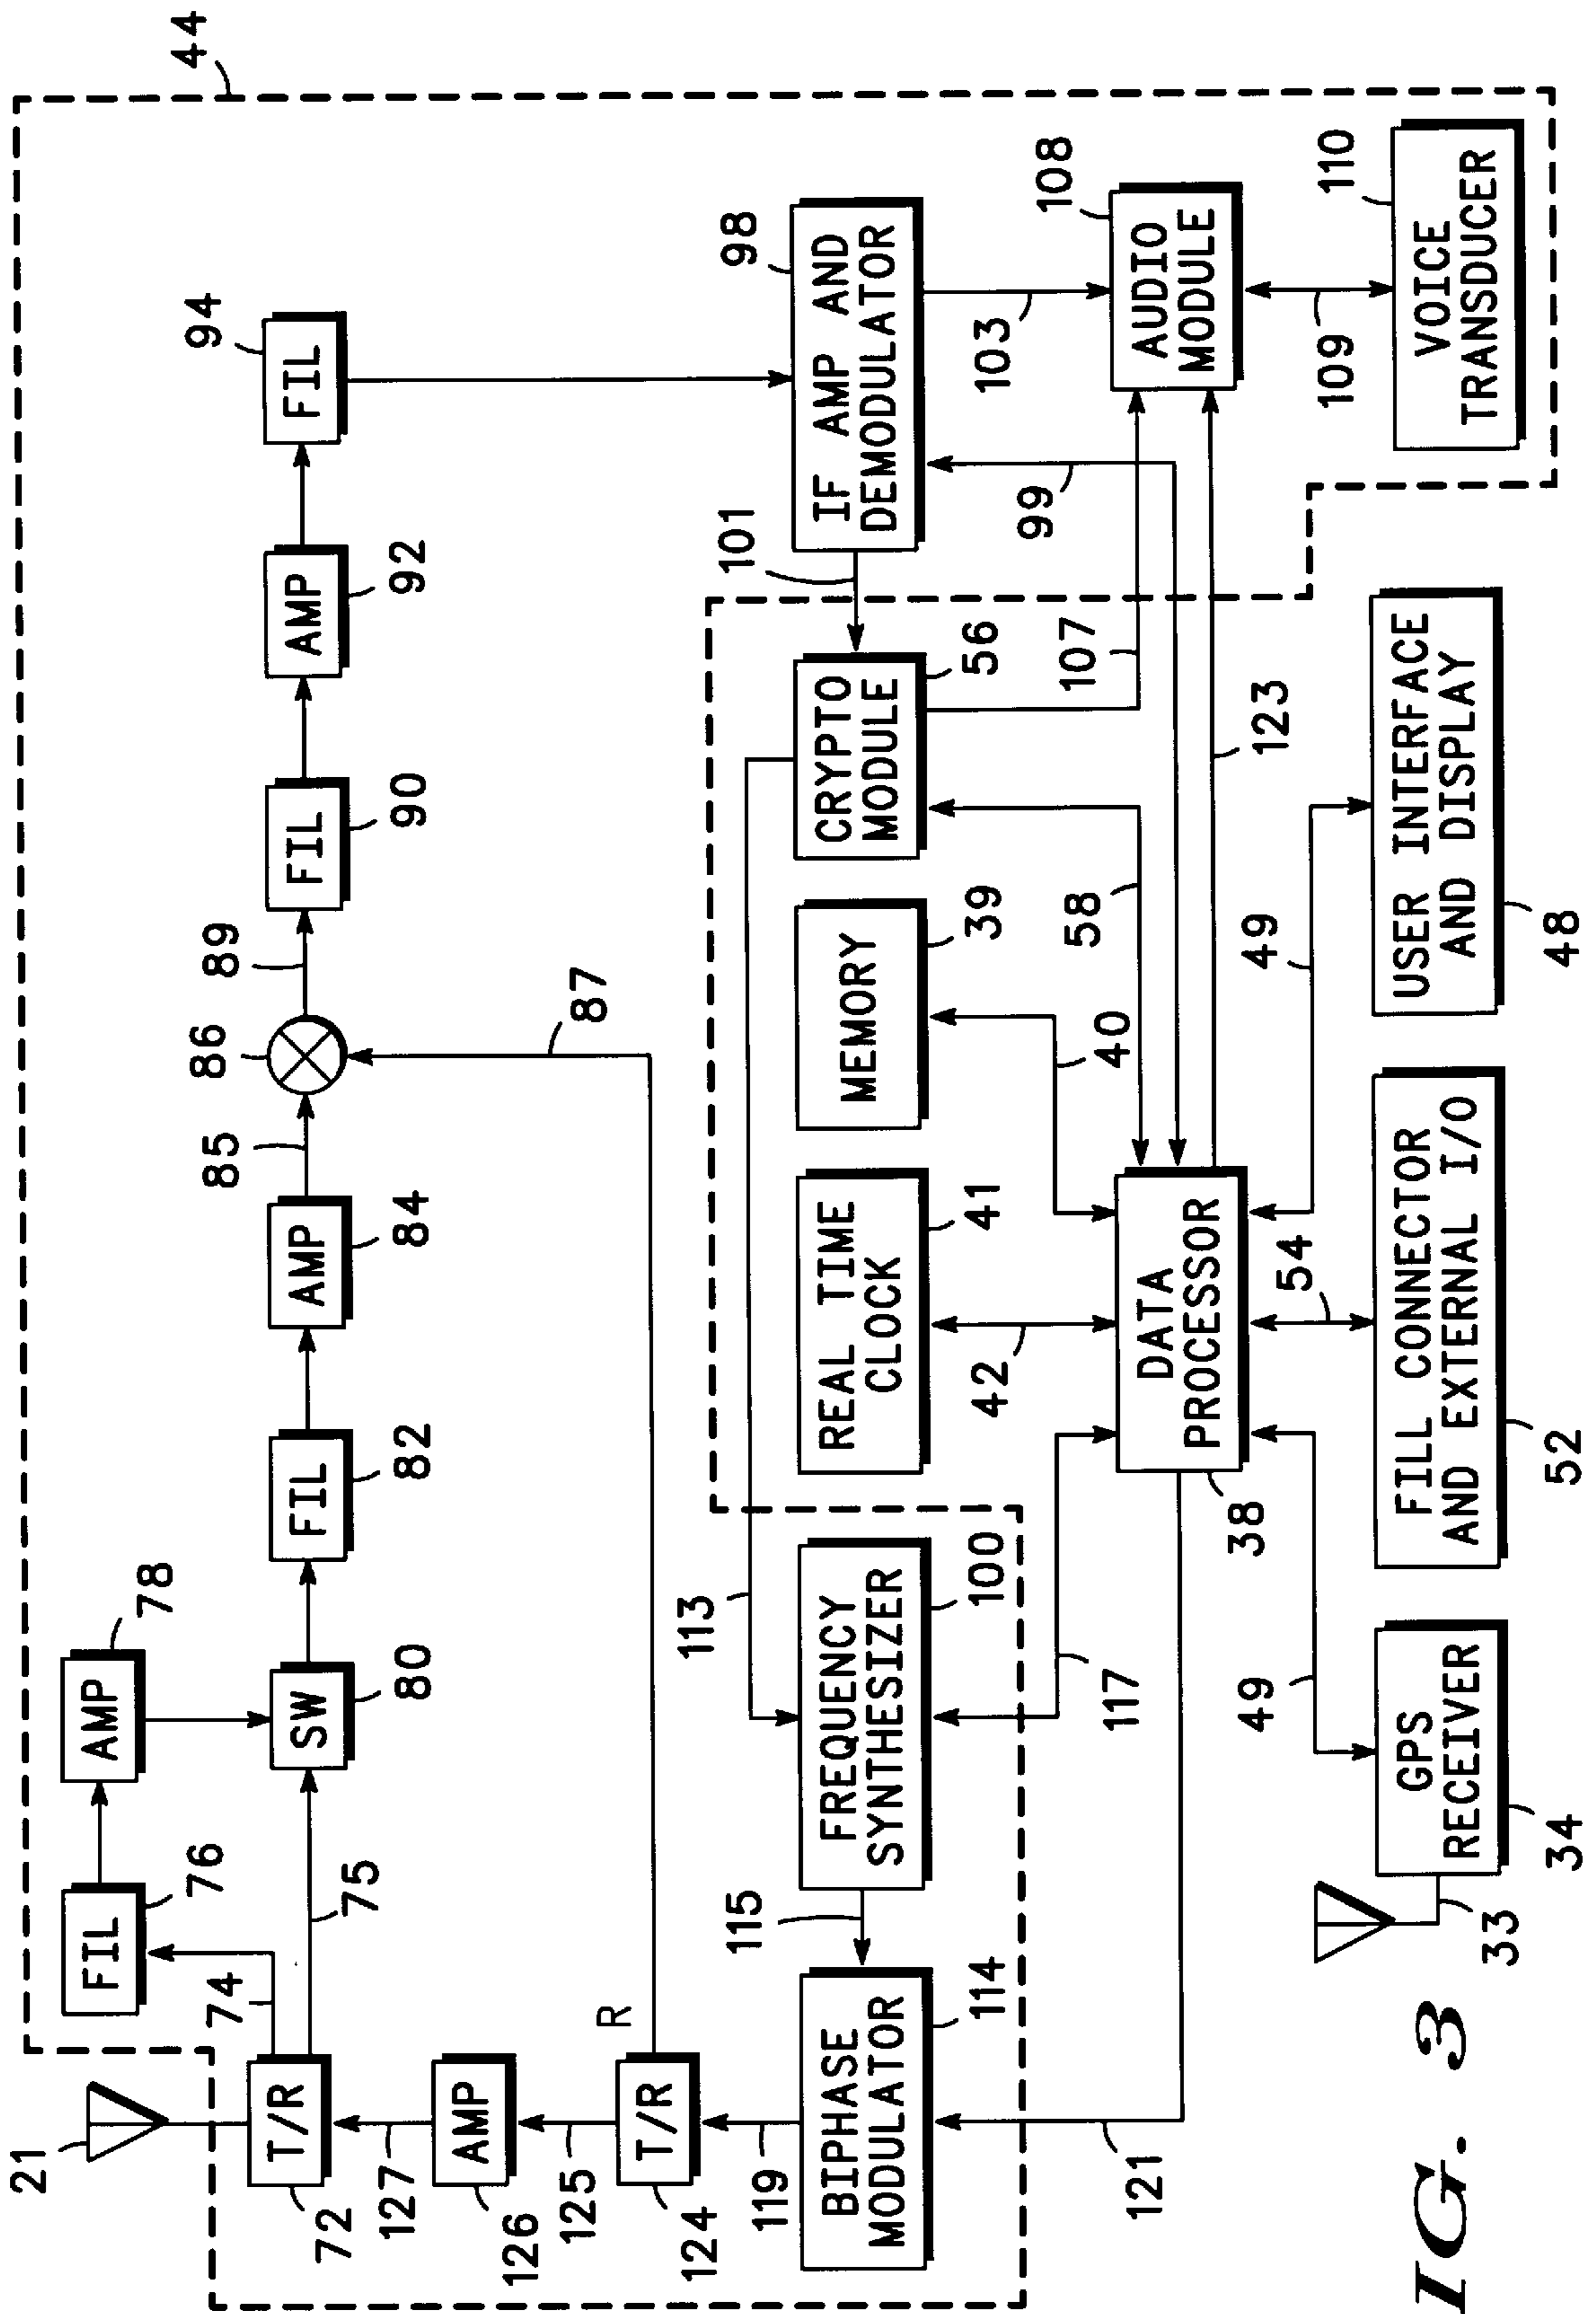 44
21
FIL
76
AMP
78
74
75
T/R
72
SW
80
FIL
82
AMP
84
85
86
89
FIL
90
AMP
92
FIL
94
127
AMP
126
125
T/R
124
R
87
119
BIPHASE
MODULATOR
114
115
FREQUENCY
SYNTHESIZER
100
113
REAL TIME
CLOCK
41
MEMORY
39
CRYPTO
MODULE
56
101
IF AMP AND
DEMODULATOR
98
121
117
42
40
58
107
99
103
DATA
PROCESSOR
38
123
AUDIO
MODULE
108
49
54
49
109
33
GPS
RECEIVER
34
FILL CONNECTOR
AND EXTERNAL I/O
52
USER INTERFACE
AND DISPLAY
48
VOICE
TRANSDUCER
110
IG. 3